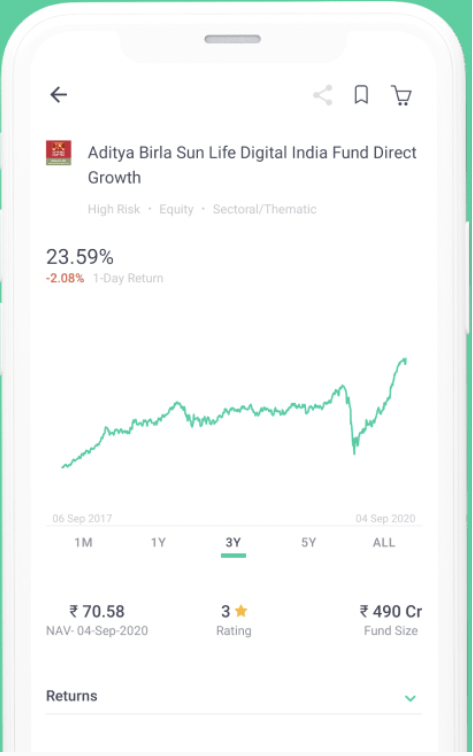 Aditya Birla Sun Life Digital India Fund Direct
Growth
High Risk • Equity • Sectoral/Thematic
23.59%
-2.08% 1-Day Return
06 Sep 2017 04 Sep 2020
1M 1Y 3Y 5Y ALL
₹ 70.58 3 ₹ 490 Cr
NAV- 04-Sep-2020 Rating Fund Size
Returns